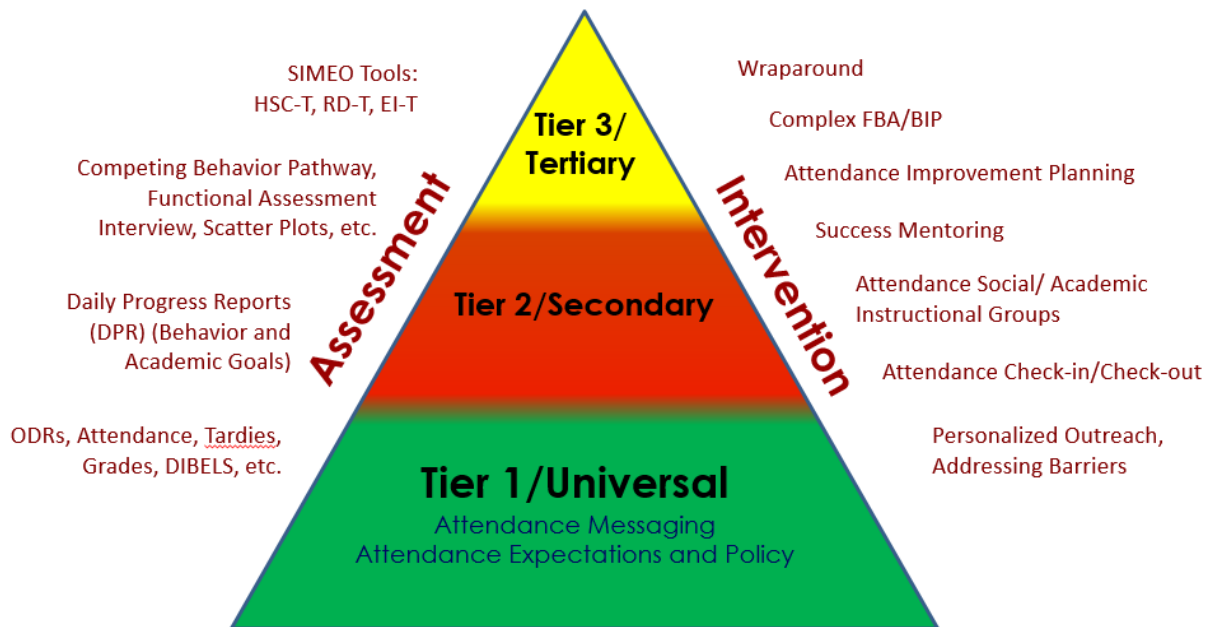 SIMEO Tools:
HSC-T, RD-T, EI-T
Competing Behavior Pathway,
Functional Assessment
Interview, Scatter Plots, etc.
Daily Progress Reports
(DPR) (Behavior and
Academic Goals)
ODRs, Attendance, Tardies,
Grades, DIBELS, etc.
Assessment
Tier 3/
Tertiary
Tier 2/Secondary
Tier 1/Universal
Attendance Messaging
Attendance Expectations and Policy
Intervention
Wraparound
Complex FBA/BIP
Attendance Improvement Planning
Success Mentoring
Attendance Social/ Academic
Instructional Groups
Attendance Check-in/Check-out
Personalized Outreach,
Addressing Barriers